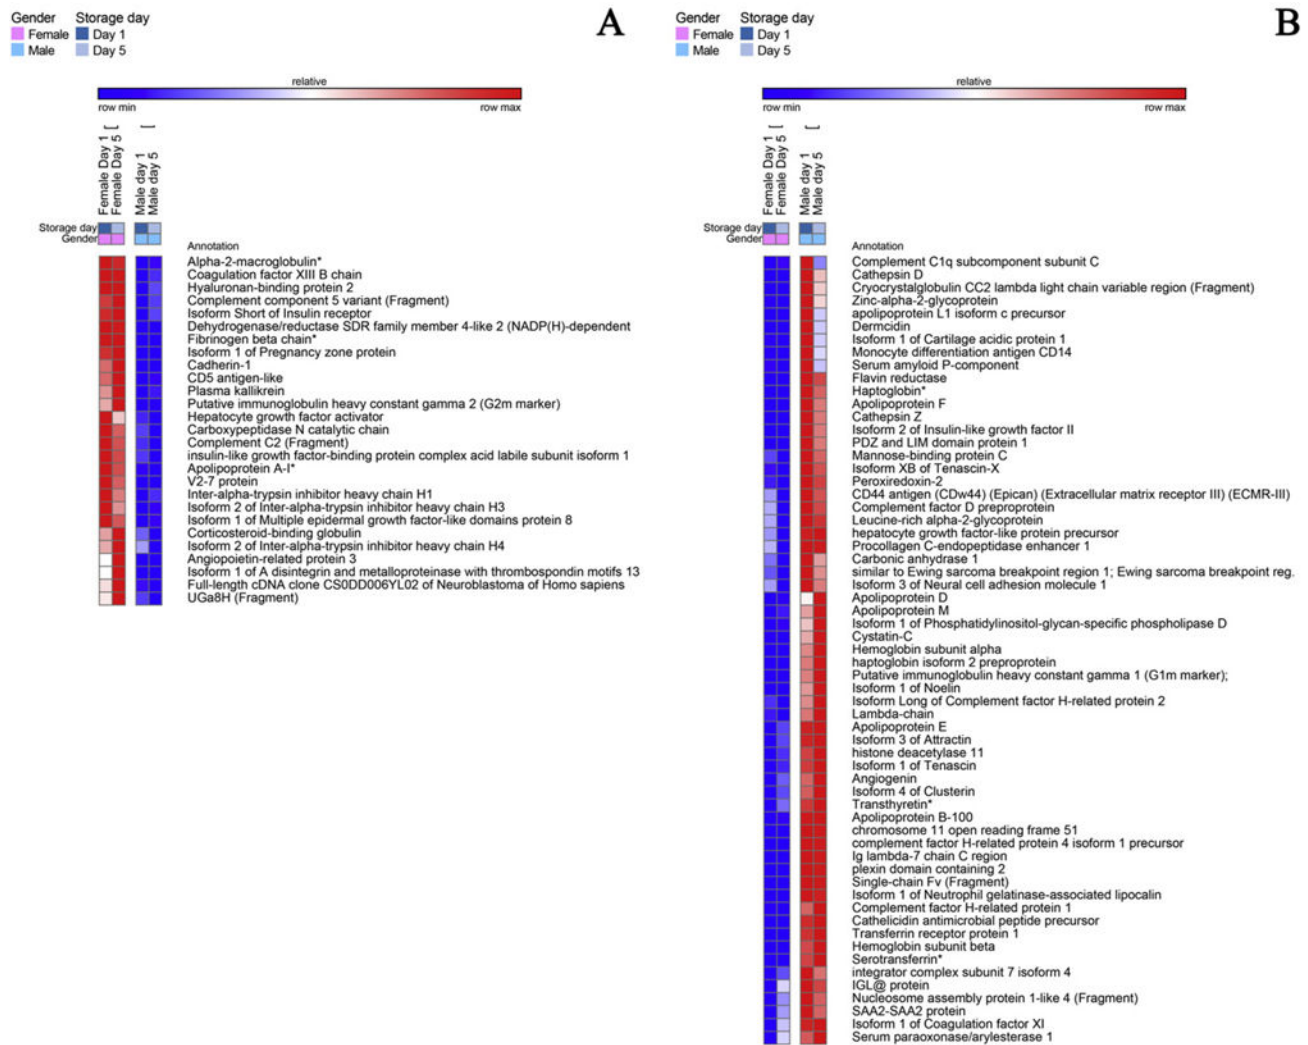 Gender Storage day
Female Day 1
Male Day 5
A
relative
row min row max
Female Day 1
Female Day 5
Male day 1
Male day 5
Storage day
Gender
Annotation
Alpha-2-macroglobulin*
Coagulation factor XIII B chain
Hyaluronan-binding protein 2
Complement component 5 variant (Fragment)
Isoform Short of Insulin receptor
Dehydrogenase/reductase SDR family member 4-like 2 (NADP(H)-dependent
Fibrinogen beta chain*
Isoform 1 of Pregnancy zone protein
Cadherin-1
CD5 antigen-like
Plasma kallikrein
Putative immunoglobulin heavy constant gamma 2 (G2m marker)
Hepatocyte growth factor activator
Carboxypeptidase N catalytic chain
Complement C2 (Fragment)
insulin-like growth factor-binding protein complex acid labile subunit isoform 1
Apolipoprotein A-I*
V2-7 protein
Inter-alpha-trypsin inhibitor heavy chain H1
Isoform 2 of Inter-alpha-trypsin inhibitor heavy chain H3
Isoform 1 of Multiple epidermal growth factor-like domains protein 8
Corticosteroid-binding globulin
Isoform 2 of Inter-alpha-trypsin inhibitor heavy chain H4
Angiopoietin-related protein 3
Isoform 1 of A disintegrin and metalloproteinase with thrombospondin motifs 13
Full-length cDNA clone CS0DD006YL02 of Neuroblastoma of Homo sapiens
UGa8H (Fragment)
Gender Storage day
Female Day 1
Male Day 5
B
relative
row min row max
Female Day 1
Female Day 5
Male day 1
Male day 5
Storage day
Gender
Annotation
Complement C1q subcomponent subunit C
Cathepsin D
Cryocrystalglobulin CC2 lambda light chain variable region (Fragment)
Zinc-alpha-2-glycoprotein
apolipoprotein L1 isoform c precursor
Dermcidin
Isoform 1 of Cartilage acidic protein 1
Monocyte differentiation antigen CD14
Serum amyloid P-component
Flavin reductase
Haptoglobin*
Apolipoprotein F
Cathepsin Z
Isoform 2 of Insulin-like growth factor II
PDZ and LIM domain protein 1
Mannose-binding protein C
Isoform XB of Tenascin-X
Peroxiredoxin-2
CD44 antigen (CDw44) (Epican) (Extracellular matrix receptor III) (ECMR-III)
Complement factor D preproprotein
Leucine-rich alpha-2-glycoprotein
hepatocyte growth factor-like protein precursor
Procollagen C-endopeptidase enhancer 1
Carbonic anhydrase 1
similar to Ewing sarcoma breakpoint region 1; Ewing sarcoma breakpoint reg.
Isoform 3 of Neural cell adhesion molecule 1
Apolipoprotein D
Apolipoprotein M
Isoform 1 of Phosphatidylinositol-glycan-specific phospholipase D
Cystatin-C
Hemoglobin subunit alpha
haptoglobin isoform 2 preproprotein
Putative immunoglobulin heavy constant gamma 1 (G1m marker);
Isoform 1 of Noelin
Isoform Long of Complement factor H-related protein 2
Lambda-chain
Apolipoprotein E
Isoform 3 of Attractin
histone deacetylase 11
Isoform 1 of Tenascin
Angiogenin
Isoform 4 of Clusterin
Transthyretin*
Apolipoprotein B-100
chromosome 11 open reading frame 51
complement factor H-related protein 4 isoform 1 precursor
Ig lambda-7 chain C region
plexin domain containing 2
Single-chain Fv (Fragment)
Isoform 1 of Neutrophil gelatinase-associated lipocalin
Complement factor H-related protein 1
Cathelicidin antimicrobial peptide precursor
Transferrin receptor protein 1
Hemoglobin subunit beta
Serotransferrin*
integrator complex subunit 7 isoform 4
IGL@ protein
Nucleosome assembly protein 1-like 4 (Fragment)
SAA2-SAA2 protein
Isoform 1 of Coagulation factor XI
Serum paraoxonase/arylesterase 1